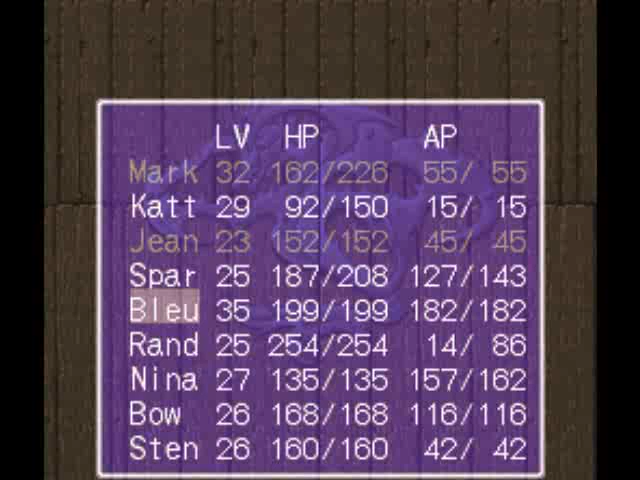 LV HP AP
Mark 32 162/226 55/ 55
Katt 29 92/150 15/ 15
Jean 23 152/152 45/ 45
Spar 25 187/208 127/143
Bleu 35 199/199 182/182
Rand 25 254/254 14/ 86
Nina 27 135/135 157/162
Bow 26 168/168 116/116
Sten 26 160/160 42/ 42